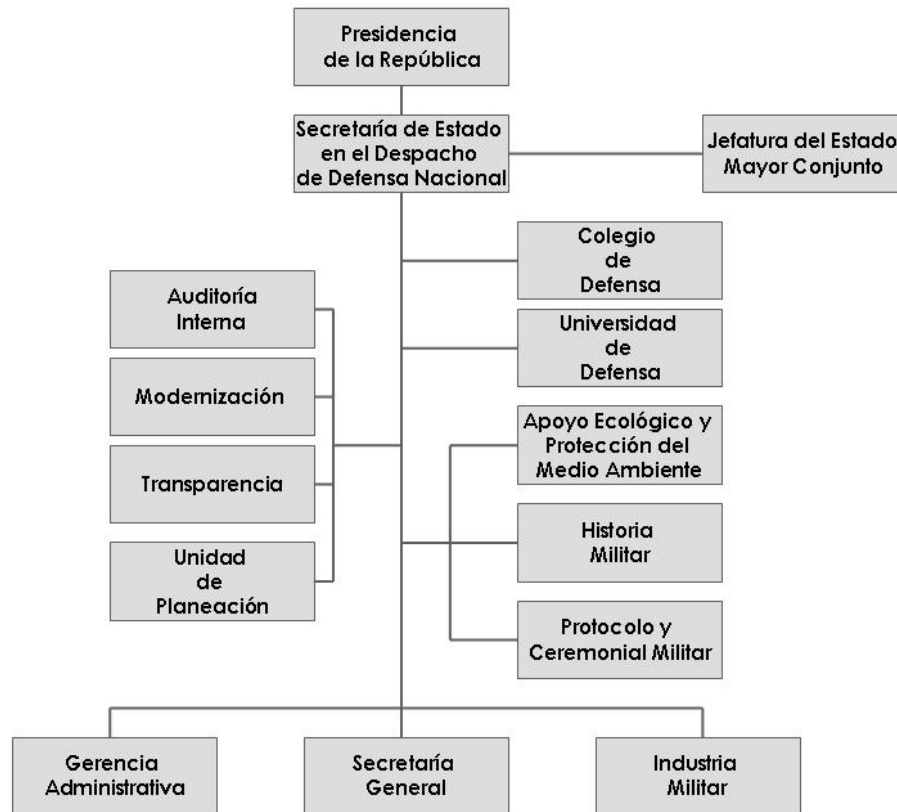 Presidencia
de la República
Secretaría de Estado
en el Despacho
de Defensa Nacional
Jefatura del Estado
Mayor Conjunto
Colegio
de
Defensa
Auditoría
Interna
Universidad
de
Defensa
Modernización
Apoyo Ecológico y
Protección del
Medio Ambiente
Transparencia
Historia
Militar
Unidad
de
Planeación
Protocolo y
Ceremonial Militar
Gerencia
Administrativa
Secretaría
General
Industria
Militar